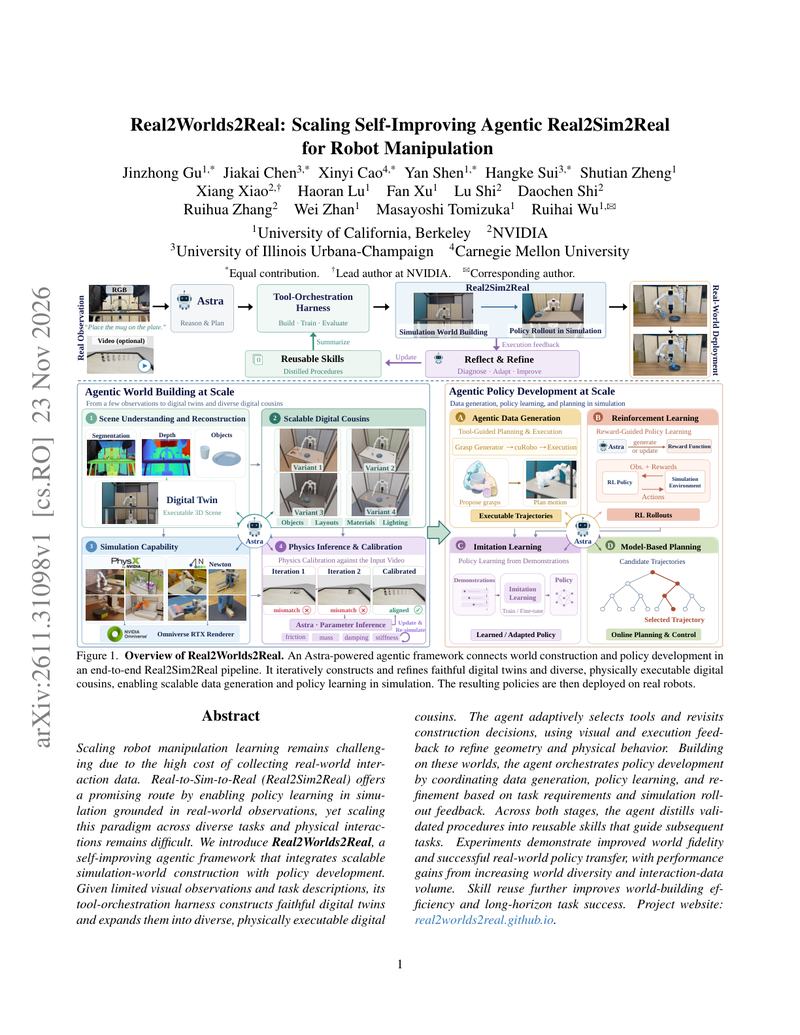 Real2Worlds2Real: Scaling Self-Improving Agentic Real2Sim2Real
for Robot Manipulation
Jinzhong Gu1,* Jiakai Chen3,* Xinyi Cao4,* Yan Shen1,* Hangke Sui3,* Shutian Zheng1
Xiang Xiao2,† Haoran Lu1 Fan Xu1 Lu Shi2 Daochen Shi2
Ruihua Zhang2 Wei Zhan1 Masayoshi Tomizuka1 Ruihai Wu1,✉
1University of California, Berkeley 2NVIDIA
3University of Illinois Urbana-Champaign 4Carnegie Mellon University
*Equal contribution. †Lead author at NVIDIA. ✉Corresponding author.
arXiv:2611.31098v1 [cs.RO] 23 Nov 2026
Real Observation
RGB
"Place the mug on the plate."
Video (optional)
Astra
Reason & Plan
Tool-Orchestration
Harness
Build · Train · Evaluate
Real2Sim2Real
Simulation World Building
Policy Rollout in Simulation
Real-World Deployment
Summarize
Execution feedback
Reusable Skills
Distilled Procedures
Update
Reflect & Refine
Diagnose · Adapt · Improve
Agentic World Building at Scale
From a few observations to digital twins and diverse digital cousins
1 Scene Understanding and Reconstruction
Segmentation Depth Objects
Digital Twin
Executable 3D Scene
2 Scalable Digital Cousins
Variant 1 Variant 2
Variant 3 Variant 4
Objects Layouts Materials Lighting
Astra
3 Simulation Capability
PhysX
NVIDIA
Newton
NVIDIA
Omniverse
Omniverse RTX Renderer
4 Physics Inference & Calibration
Physics Calibration against the Input Video
Iteration 1 Iteration 2 Calibrated
mismatch mismatch aligned
Astra · Parameter Inference
Update &
Re-simulate
friction mass damping stiffness
Agentic Policy Development at Scale
Data generation, policy learning, and planning in simulation
A Agentic Data Generation
Tool-Guided Planning & Execution
Grasp Generation → cuRobo → Execution
Propose grasps Plan motion
Executable Trajectories
B Reinforcement Learning
Reward-Guided Policy Learning
Astra
generate
or update
Reward Function
Obs. + Rewards
RL Policy
Simulation
Environment
Actions
RL Rollouts
Astra
C Imitation Learning
Policy Learning from Demonstrations
Demonstrations
Imitation
Learning
Policy
Train / Fine-tune
Learned / Adapted Policy
D Model-Based Planning
Candidate Trajectories
Selected Trajectory
Online Planning & Control
Figure 1. Overview of Real2Worlds2Real. An Astra-powered agentic framework connects world construction and policy development in
an end-to-end Real2Sim2Real pipeline. It iteratively constructs and refines faithful digital twins and diverse, physically executable digital
cousins, enabling scalable data generation and policy learning in simulation. The resulting policies are then deployed on real robots.
Abstract
Scaling robot manipulation learning remains challeng-
ing due to the high cost of collecting real-world inter-
action data. Real-to-Sim-to-Real (Real2Sim2Real) offers
a promising route by enabling policy learning in simu-
lation grounded in real-world observations, yet scaling
this paradigm across diverse tasks and physical interac-
tions remains difficult. We introduce Real2Worlds2Real, a
self-improving agentic framework that integrates scalable
simulation-world construction with policy development.
Given limited visual observations and task descriptions, its
tool-orchestration harness constructs faithful digital twins
and expands them into diverse, physically executable digital
cousins. The agent adaptively selects tools and revisits
construction decisions, using visual and execution feed-
back to refine geometry and physical behavior. Building
on these worlds, the agent orchestrates policy development
by coordinating data generation, policy learning, and re-
finement based on task requirements and simulation roll-
out feedback. Across both stages, the agent distills vali-
dated procedures into reusable skills that guide subsequent
tasks. Experiments demonstrate improved world fidelity
and successful real-world policy transfer, with performance
gains from increasing world diversity and interaction-data
volume. Skill reuse further improves world-building ef-
ficiency and long-horizon task success. Project website:
real2worlds2real.github.io.
1